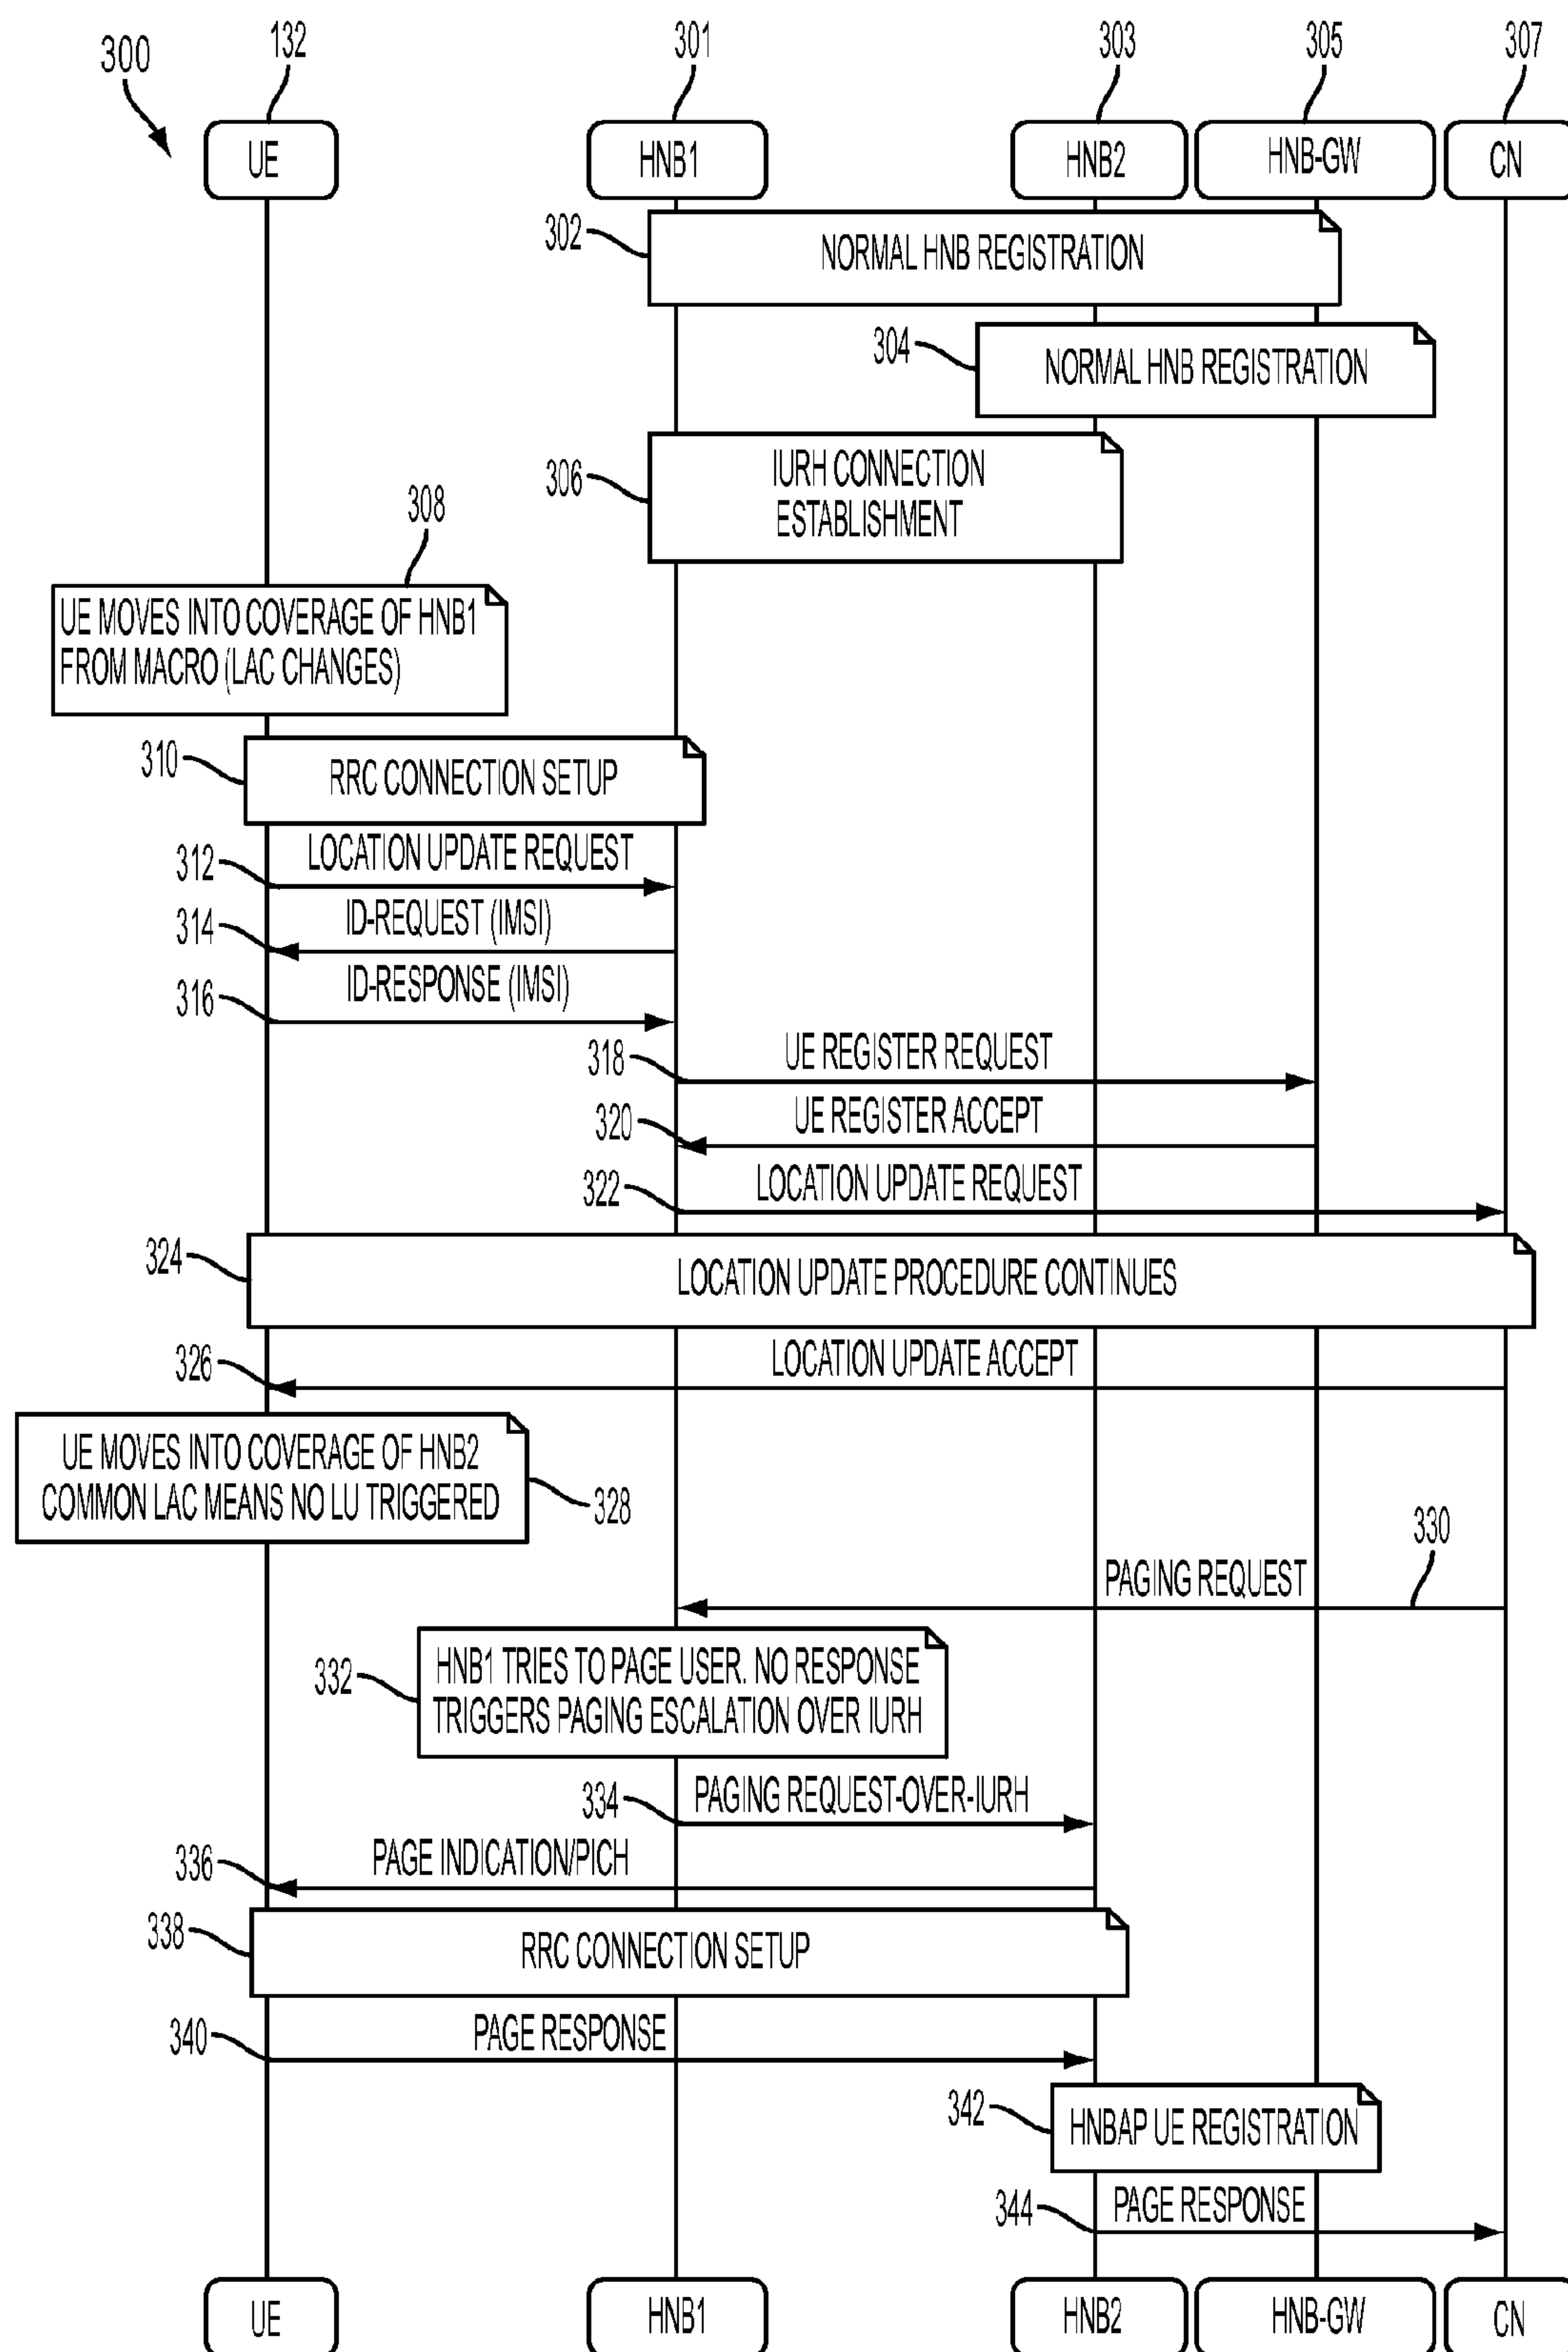 300
132
301
303
305
307
UE
HNB1
HNB2
HNB-GW
CN
302
NORMAL HNB REGISTRATION
304
NORMAL HNB REGISTRATION
306
IURH CONNECTION
ESTABLISHMENT
308
UE MOVES INTO COVERAGE OF HNB1
FROM MACRO (LAC CHANGES)
310
RRC CONNECTION SETUP
312
LOCATION UPDATE REQUEST
314
ID-REQUEST (IMSI)
316
ID-RESPONSE (IMSI)
318
UE REGISTER REQUEST
320
UE REGISTER ACCEPT
322
LOCATION UPDATE REQUEST
324
LOCATION UPDATE PROCEDURE CONTINUES
326
LOCATION UPDATE ACCEPT
UE MOVES INTO COVERAGE OF HNB2
COMMON LAC MEANS NO LU TRIGGERED
328
330
PAGING REQUEST
332
HNB1 TRIES TO PAGE USER. NO RESPONSE
TRIGGERS PAGING ESCALATION OVER IURH
334
PAGING REQUEST-OVER-IURH
336
PAGE INDICATION/PICH
338
RRC CONNECTION SETUP
340
PAGE RESPONSE
342
HNBAP UE REGISTRATION
344
PAGE RESPONSE
UE
HNB1
HNB2
HNB-GW
CN